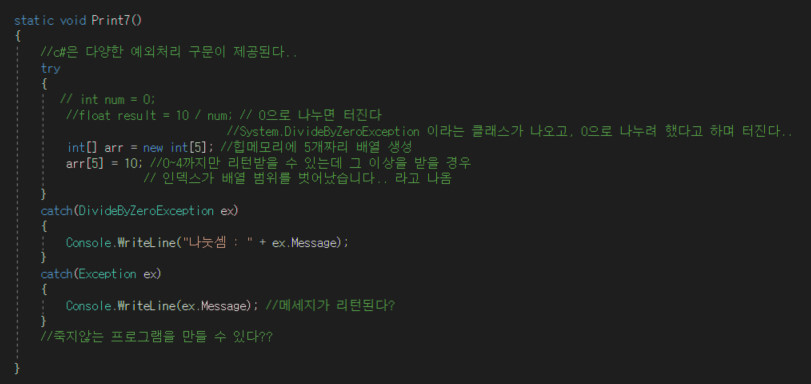 static void Print7()
{
//c#은 다양한 예외처리 구문이 제공된다..
try
{
// int num = 0;
//float result = 10 / num; // 0으로 나누면 터진다
//System.DivideByZeroException 이라는 클래스가 나오고, 0으로 나누려 했다고 하며 터진다..
int[] arr = new int[5]; //힙메모리에 5개짜리 배열 생성
arr[5] = 10; //0-4까지만 리턴받을 수 있는데 그 이상을 받을 경우
// 인덱스가 배열 범위를 벗어났습니다.. 라고 나옴
}
catch(DivideByZeroException ex)
{
Console.WriteLine("나눗셈 : " + ex.Message);
}
catch(Exception ex)
{
Console.WriteLine(ex.Message); //메세지가 리턴된다?
}
//죽지않는 프로그램을 만들 수 있다??
}